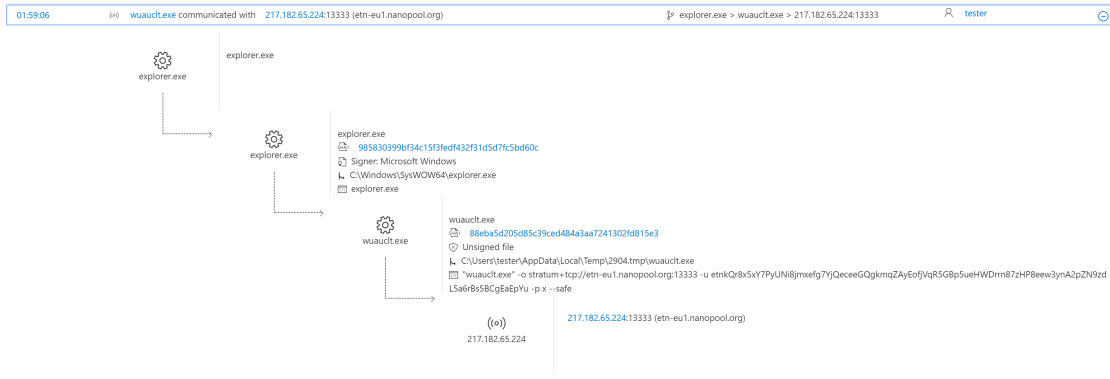 01:59:06 wuauclt.exe communicated with 217.182.65.224:13333 (etn-eu1.nanopool.org) explorer.exe > wuauclt.exe > 217.182.65.224:13333 tester
explorer.exe
explorer.exe
explorer.exe
SHA1 985830399bf34c15f3fedf432f31d5d7fc5bd60c
Signer: Microsoft Windows
C:\Windows\SysWOW64\explorer.exe
explorer.exe
explorer.exe
wuauclt.exe
SHA1 88eba5d205d85c39ced484a3aa7241302fd815e3
Unsigned file
C:\Users\tester\AppData\Local\Temp\2904.tmp\wuauclt.exe
"wuauclt.exe" -o stratum+tcp://etn-eu1.nanopool.org:13333 -u etnkQr8x5xY7PyUNi8jmxefg7YjQeceeGQgkmqZAyEofjVqR5GBp5ueHWDrrn87zHP8eew3ynA2pZN9zd
L5a6rBs5BCgEaEpYu -p x --safe
wuauclt.exe
217.182.65.224:13333 (etn-eu1.nanopool.org)
217.182.65.224